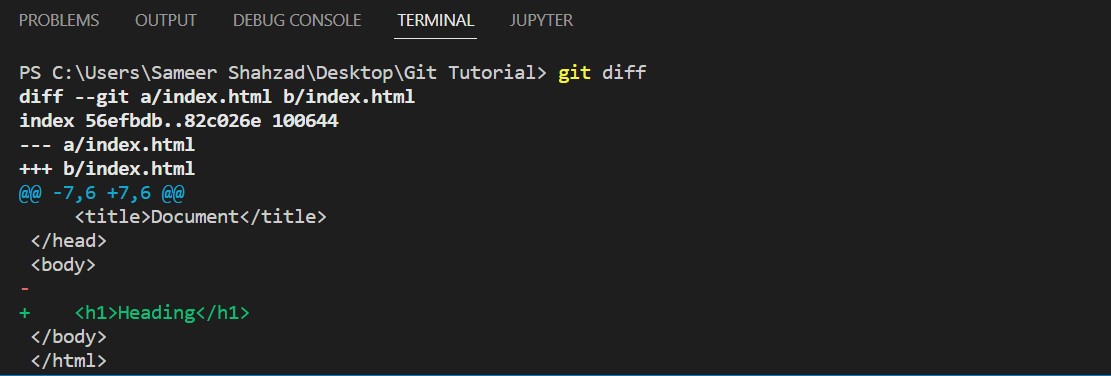 PROBLEMS OUTPUT DEBUG CONSOLE TERMINAL JUPYTER
PS C:\Users\Sameer Shahzad\Desktop\Git Tutorial> git diff
diff --git a/index.html b/index.html
index 56efbdb..82c026e 100644
--- a/index.html
+++ b/index.html
@@ -7,6 +7,6 @@
     <title>Document</title>
 </head>
 <body>
-
+    <h1>Heading</h1>
 </body>
 </html>